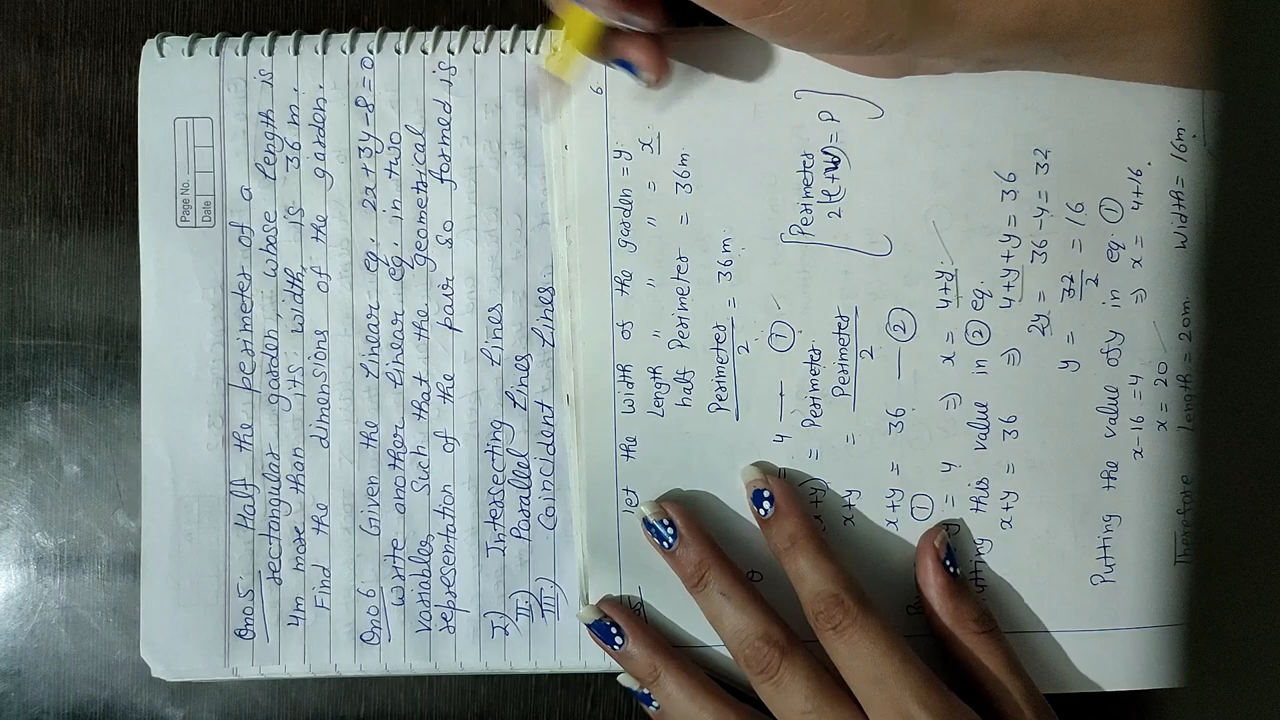 Page No.
Date
Qno5 Half the perimeter of a
rectangular garden, whose length is
4m more than its width, is 36 m.
Find the dimensions of the garden.
Qno6 Given the Linear eq. 2x+3y-8=0
write another linear eq. in two
variables Such that the geometrical
representation of the pair so formed is
I) Intersecting Lines
II) Parallel Lines
III) Coincident Lines
6.
let the width of the garden = y.
Length " " " = x.
half Perimeter = 36m
Perimeter/2 = 36m.
= 4 — ①
(x+y) = Perimeter
[Perimeter
2(l+w) = P]
x+y = Perimeter/2
x+y = 36 — ②
①
y = 4 ⇒ x = 4+y.
Putting this value in ② eq.
x+y = 36 ⇒ 4+y+y = 36
2y = 36-4 = 32
y = 32/2 = 16
Putting the value of y in eq. ①
x-16 = 4 ⇒ x = 4+16.
x = 20
Therefore Length = 20m. Width = 16m.